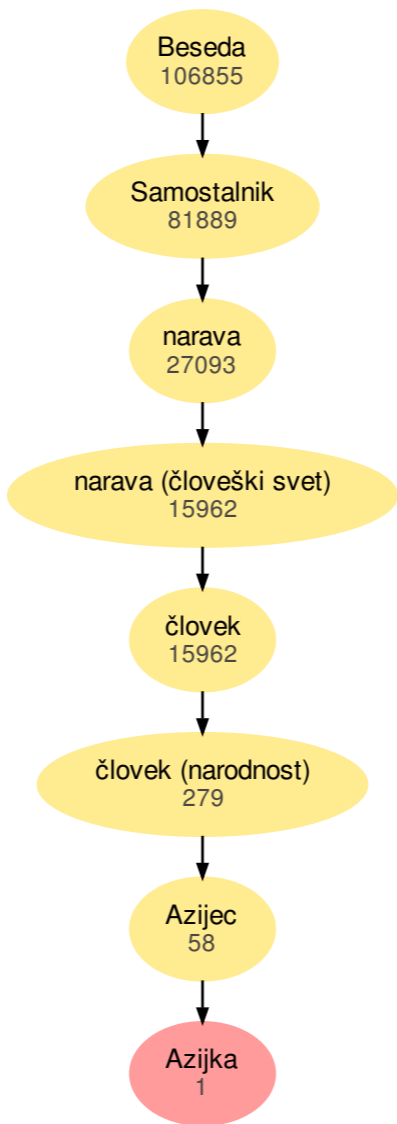 Beseda
106855
Samostalnik
81889
narava
27093
narava (človeški svet)
15962
človek
15962
človek (narodnost)
279
Azijec
58
Azijka
1